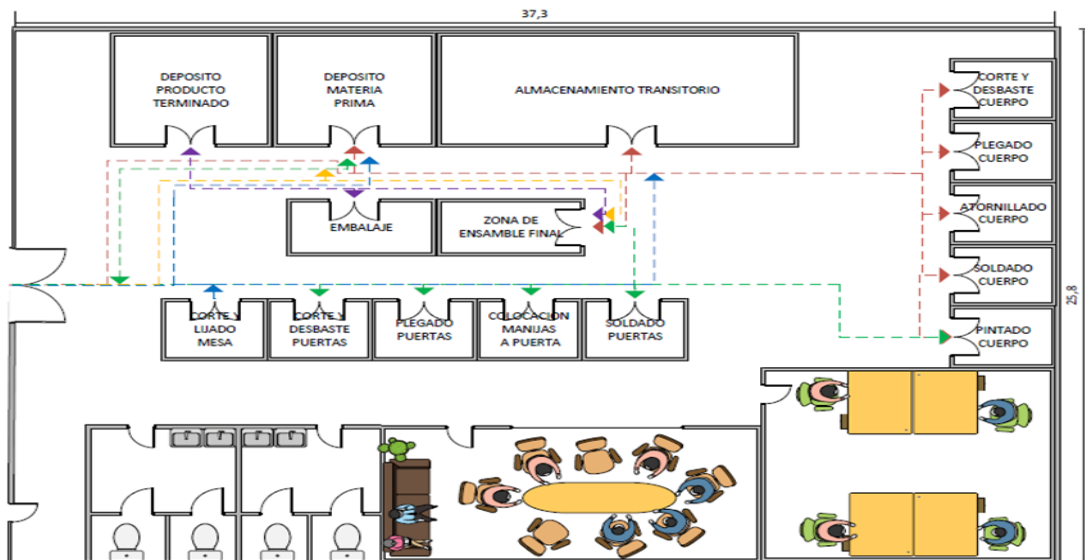 37,3
DEPOSITO
PRODUCTO
TERMINADO
DEPOSITO
MATERIA
PRIMA
ALMACENAMIENTO TRANSITORIO
CORTE Y
DESBASTE
CUERPO
PLEGADO
CUERPO
ATORNILLADO
CUERPO
SOLDADO
CUERPO
PINTADO
CUERPO
25,8
EMBALAJE
ZONA DE
ENSAMBLE FINAL
CORTE Y
LIJADO
MESA
CORTE Y
DESBASTE
PUERTAS
PLEGADO
PUERTAS
COLOCACION
MANIJAS
A PUERTA
SOLDADO
PUERTAS